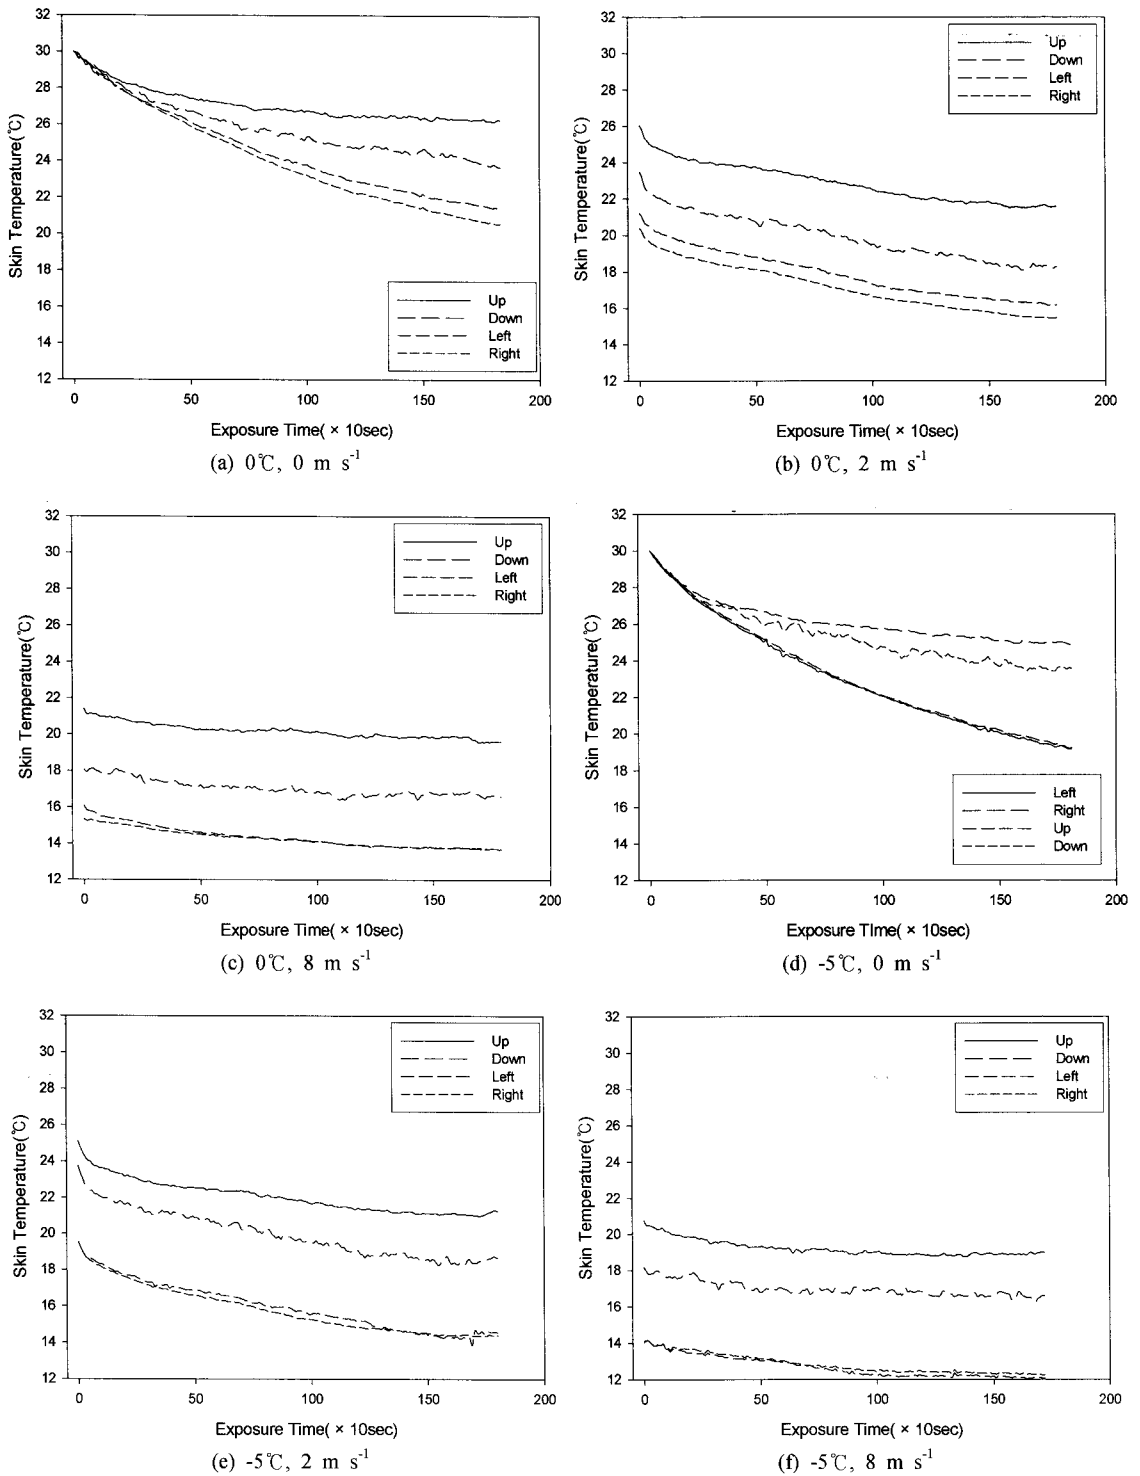 32
30
28
26
24
22
20
18
16
14
12
Skin Temperature(℃)
Up
Down
Left
Right
0
50
100
150
200
Exposure Time( × 10sec)
(a) 0℃, 0 m s-1
32
30
28
26
24
22
20
18
16
14
12
Skin Temperature(℃)
Up
Down
Left
Right
0
50
100
150
200
Exposure Time( × 10sec)
(b) 0℃, 2 m s-1
32
30
28
26
24
22
20
18
16
14
12
Skin Temperature(℃)
Up
Down
Left
Right
0
50
100
150
200
Exposure Time( × 10sec)
(c) 0℃, 8 m s-1
32
30
28
26
24
22
20
18
16
14
12
Skin Temperature(℃)
Left
Right
Up
Down
0
50
100
150
200
Exposure TIme( × 10sec)
(d) -5℃, 0 m s-1
32
30
28
26
24
22
20
18
16
14
12
Skin Temperature(℃)
Up
Down
Left
Right
0
50
100
150
200
Exposure Time( × 10sec)
(e) -5℃, 2 m s-1
32
30
28
26
24
22
20
18
16
14
12
Skin Temperature(℃)
Up
Down
Left
Right
0
50
100
150
200
Exposure Time( × 10sec)
(f) -5℃, 8 m s-1